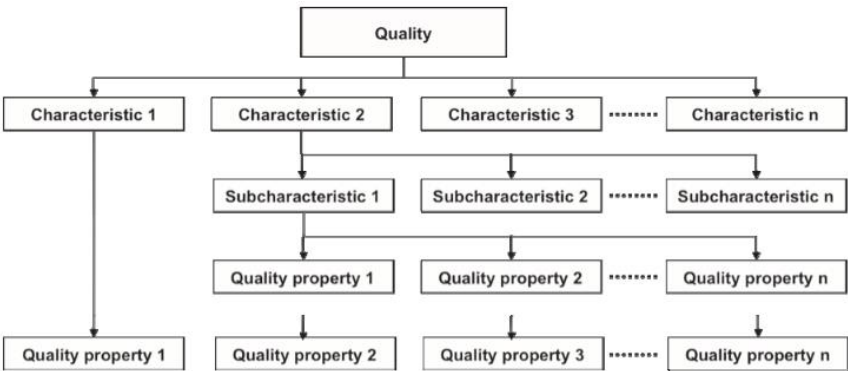 Quality
Characteristic 1 Characteristic 2 Characteristic 3 Characteristic n
Subcharacteristic 1 Subcharacteristic 2 Subcharacteristic n
Quality property 1 Quality property 2 Quality property n
Quality property 1 Quality property 2 Quality property 3 Quality property n